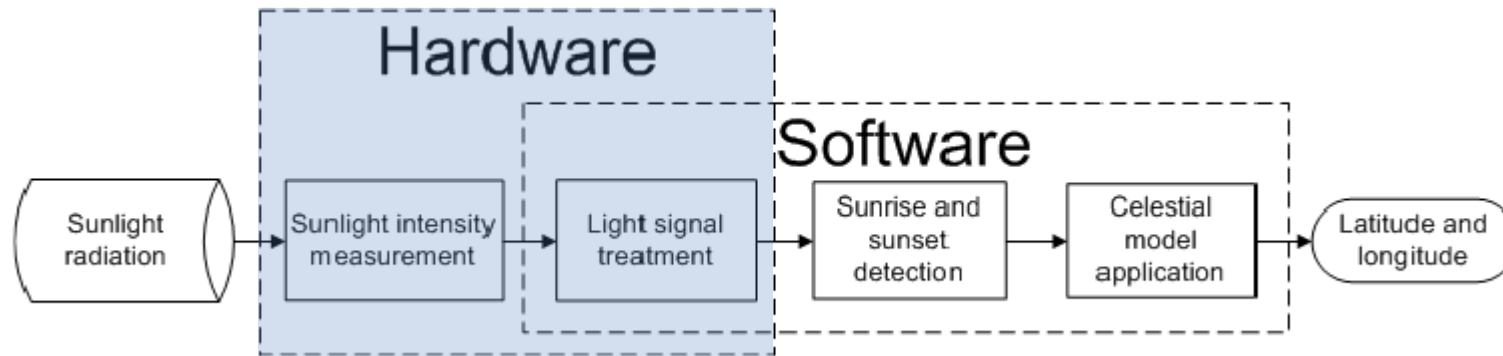 Hardware
Software
Sunlight
radiation
Sunlight intensity
measurement
Light signal
treatment
Sunrise and
sunset
detection
Celestial
model
application
Latitude and
longitude